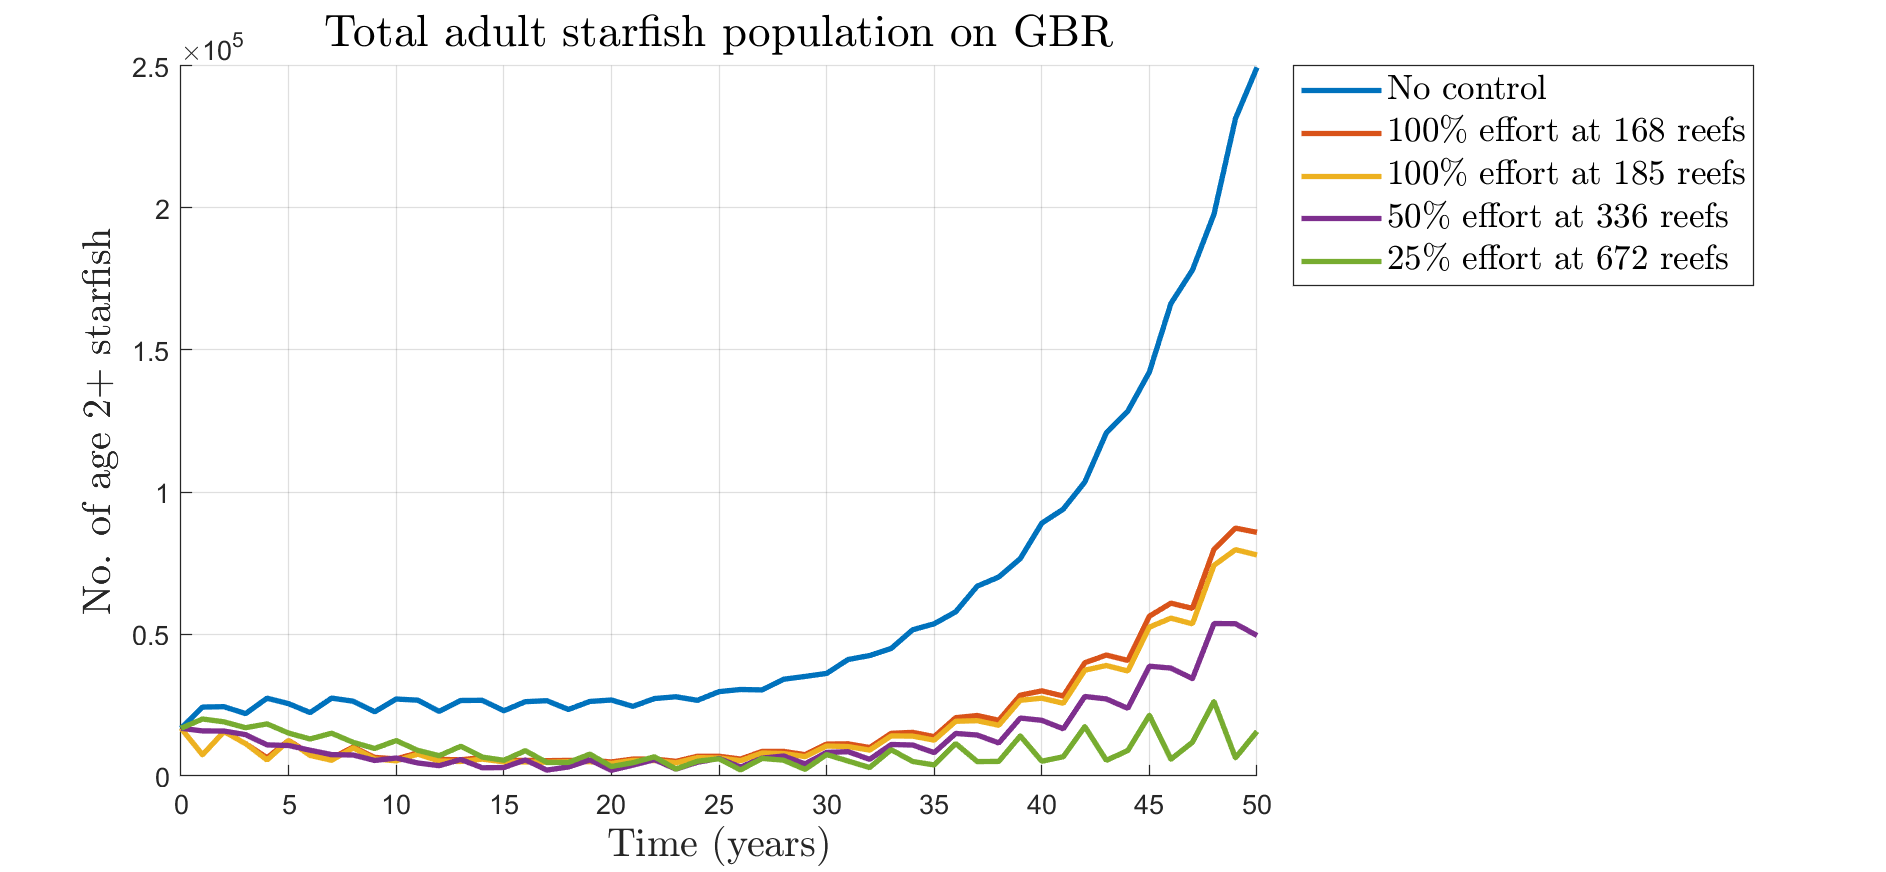 Total adult starfish population on GBR
×10⁵
2.5
2
1.5
1
0.5
0
No. of age 2+ starfish
0 5 10 15 20 25 30 35 40 45 50
Time (years)
No control
100% effort at 168 reefs
100% effort at 185 reefs
50% effort at 336 reefs
25% effort at 672 reefs